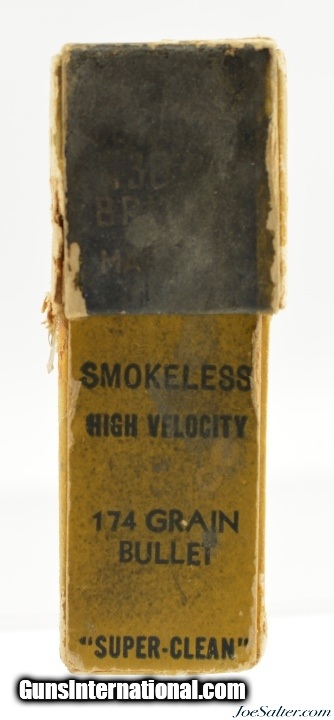 SMOKELESS
HIGH VELOCITY
174 GRAIN
BULLET
"SUPER-CLEAN"
GunsInternational.com
JoeSalter.com